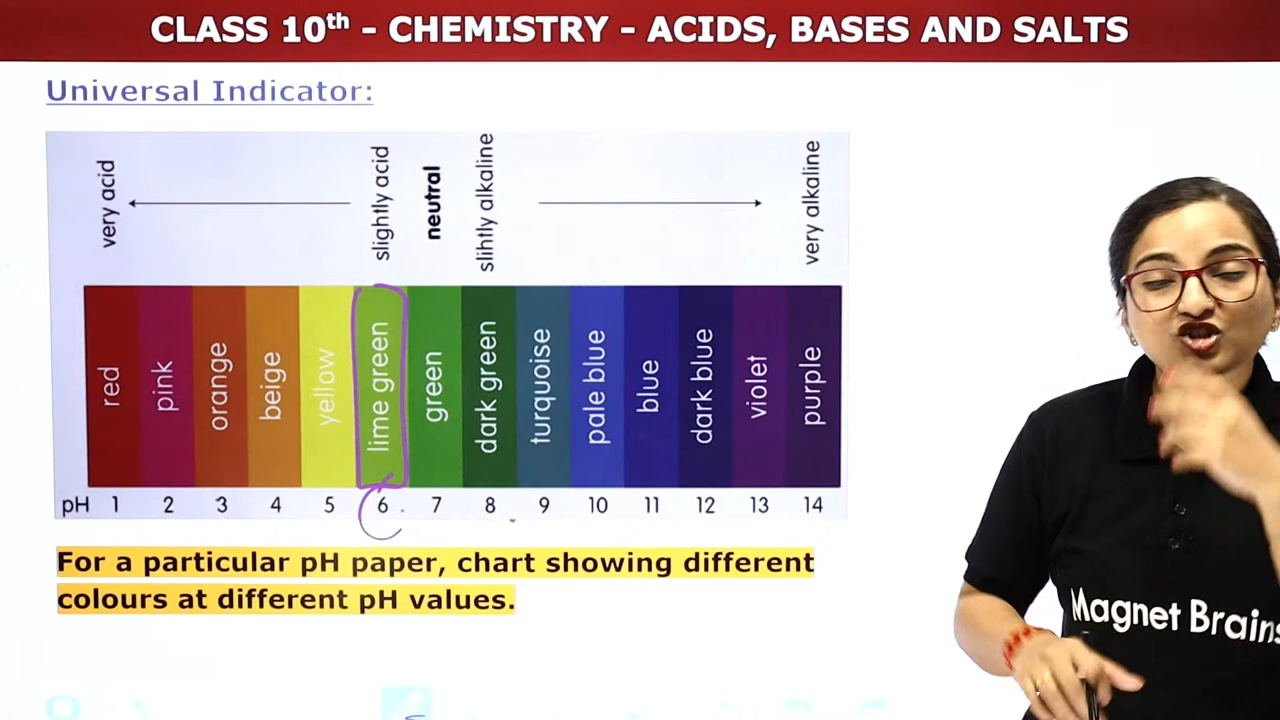 CLASS 10th - CHEMISTRY - ACIDS, BASES AND SALTS
Universal Indicator:
very acid
slightly acid
neutral
slihtly alkaline
very alkaline
red
pink
orange
beige
yellow
lime green
green
dark green
turquoise
pale blue
blue
dark blue
violet
purple
pH 1 2 3 4 5 6 7 8 9 10 11 12 13 14
For a particular pH paper, chart showing different
colours at different pH values.
Magnet Brains